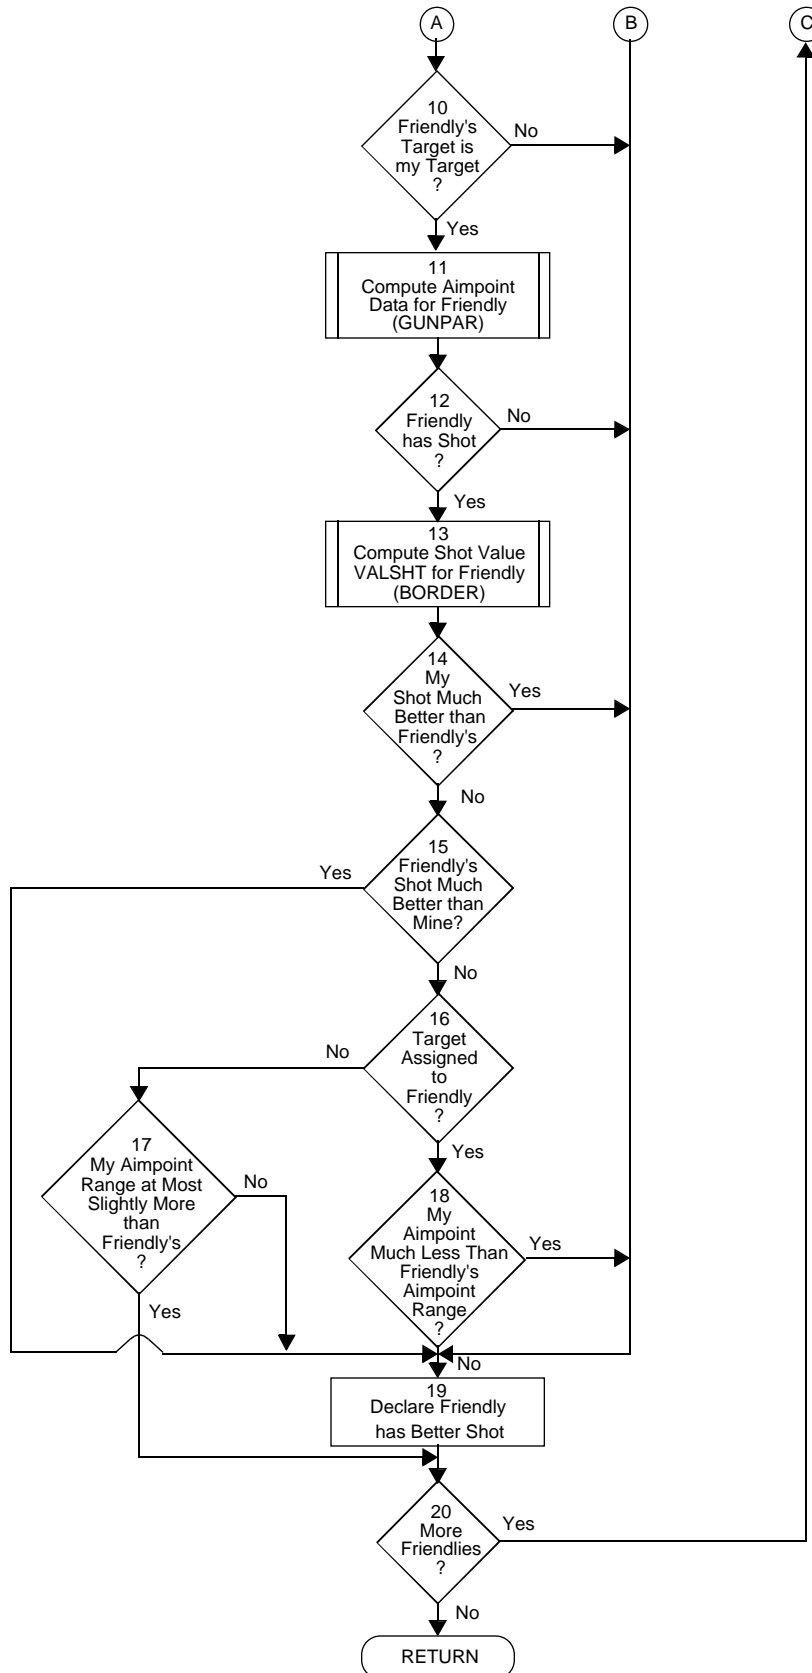 A
B
C
10
Friendly's
Target is
my Target
?
No
Yes
11
Compute Aimpoint
Data for Friendly
(GUNPAR)
12
Friendly
has Shot
?
No
Yes
13
Compute Shot Value
VALSHT for Friendly
(BORDER)
14
My
Shot Much
Better than
Friendly's
?
Yes
No
15
Friendly's
Shot Much
Better than
Mine?
Yes
No
16
Target
Assigned
to
Friendly
?
No
Yes
17
My Aimpoint
Range at Most
Slightly More
than
Friendly's
?
No
Yes
18
My
Aimpoint
Much Less Than
Friendly's
Aimpoint
Range
?
Yes
No
19
Declare Friendly
has Better Shot
20
More
Friendlies
?
Yes
No
RETURN